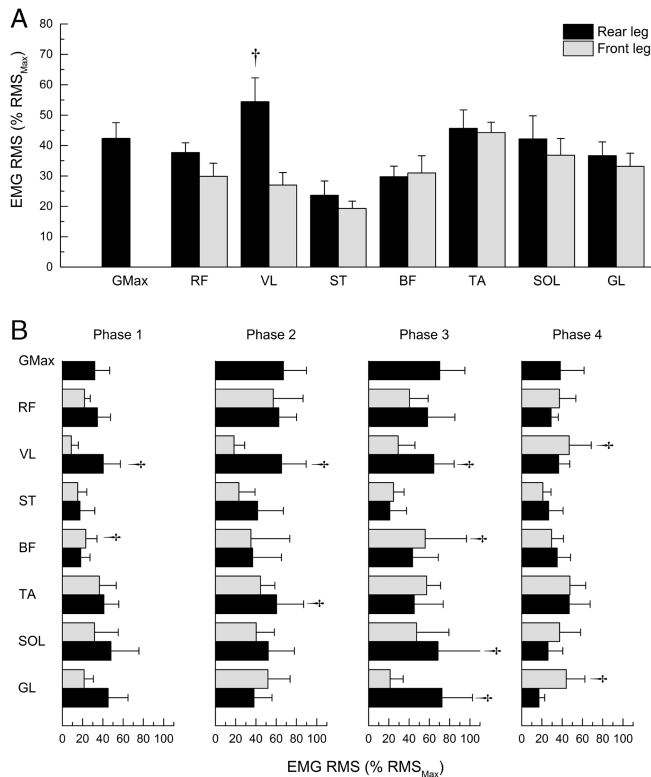 A
EMG RMS (% RMSMax)
80
70
60
50
40
30
20
10
0
†
Rear leg
Front leg
GMax RF VL ST BF TA SOL GL
B
Phase 1 Phase 2 Phase 3 Phase 4
GMax
RF
VL
†
†
†
†
ST
BF
†
†
TA
†
SOL
†
GL
†
†
0 20 40 60 80 100 0 20 40 60 80 100 0 20 40 60 80 100 0 20 40 60 80 100
EMG RMS (% RMSMax)